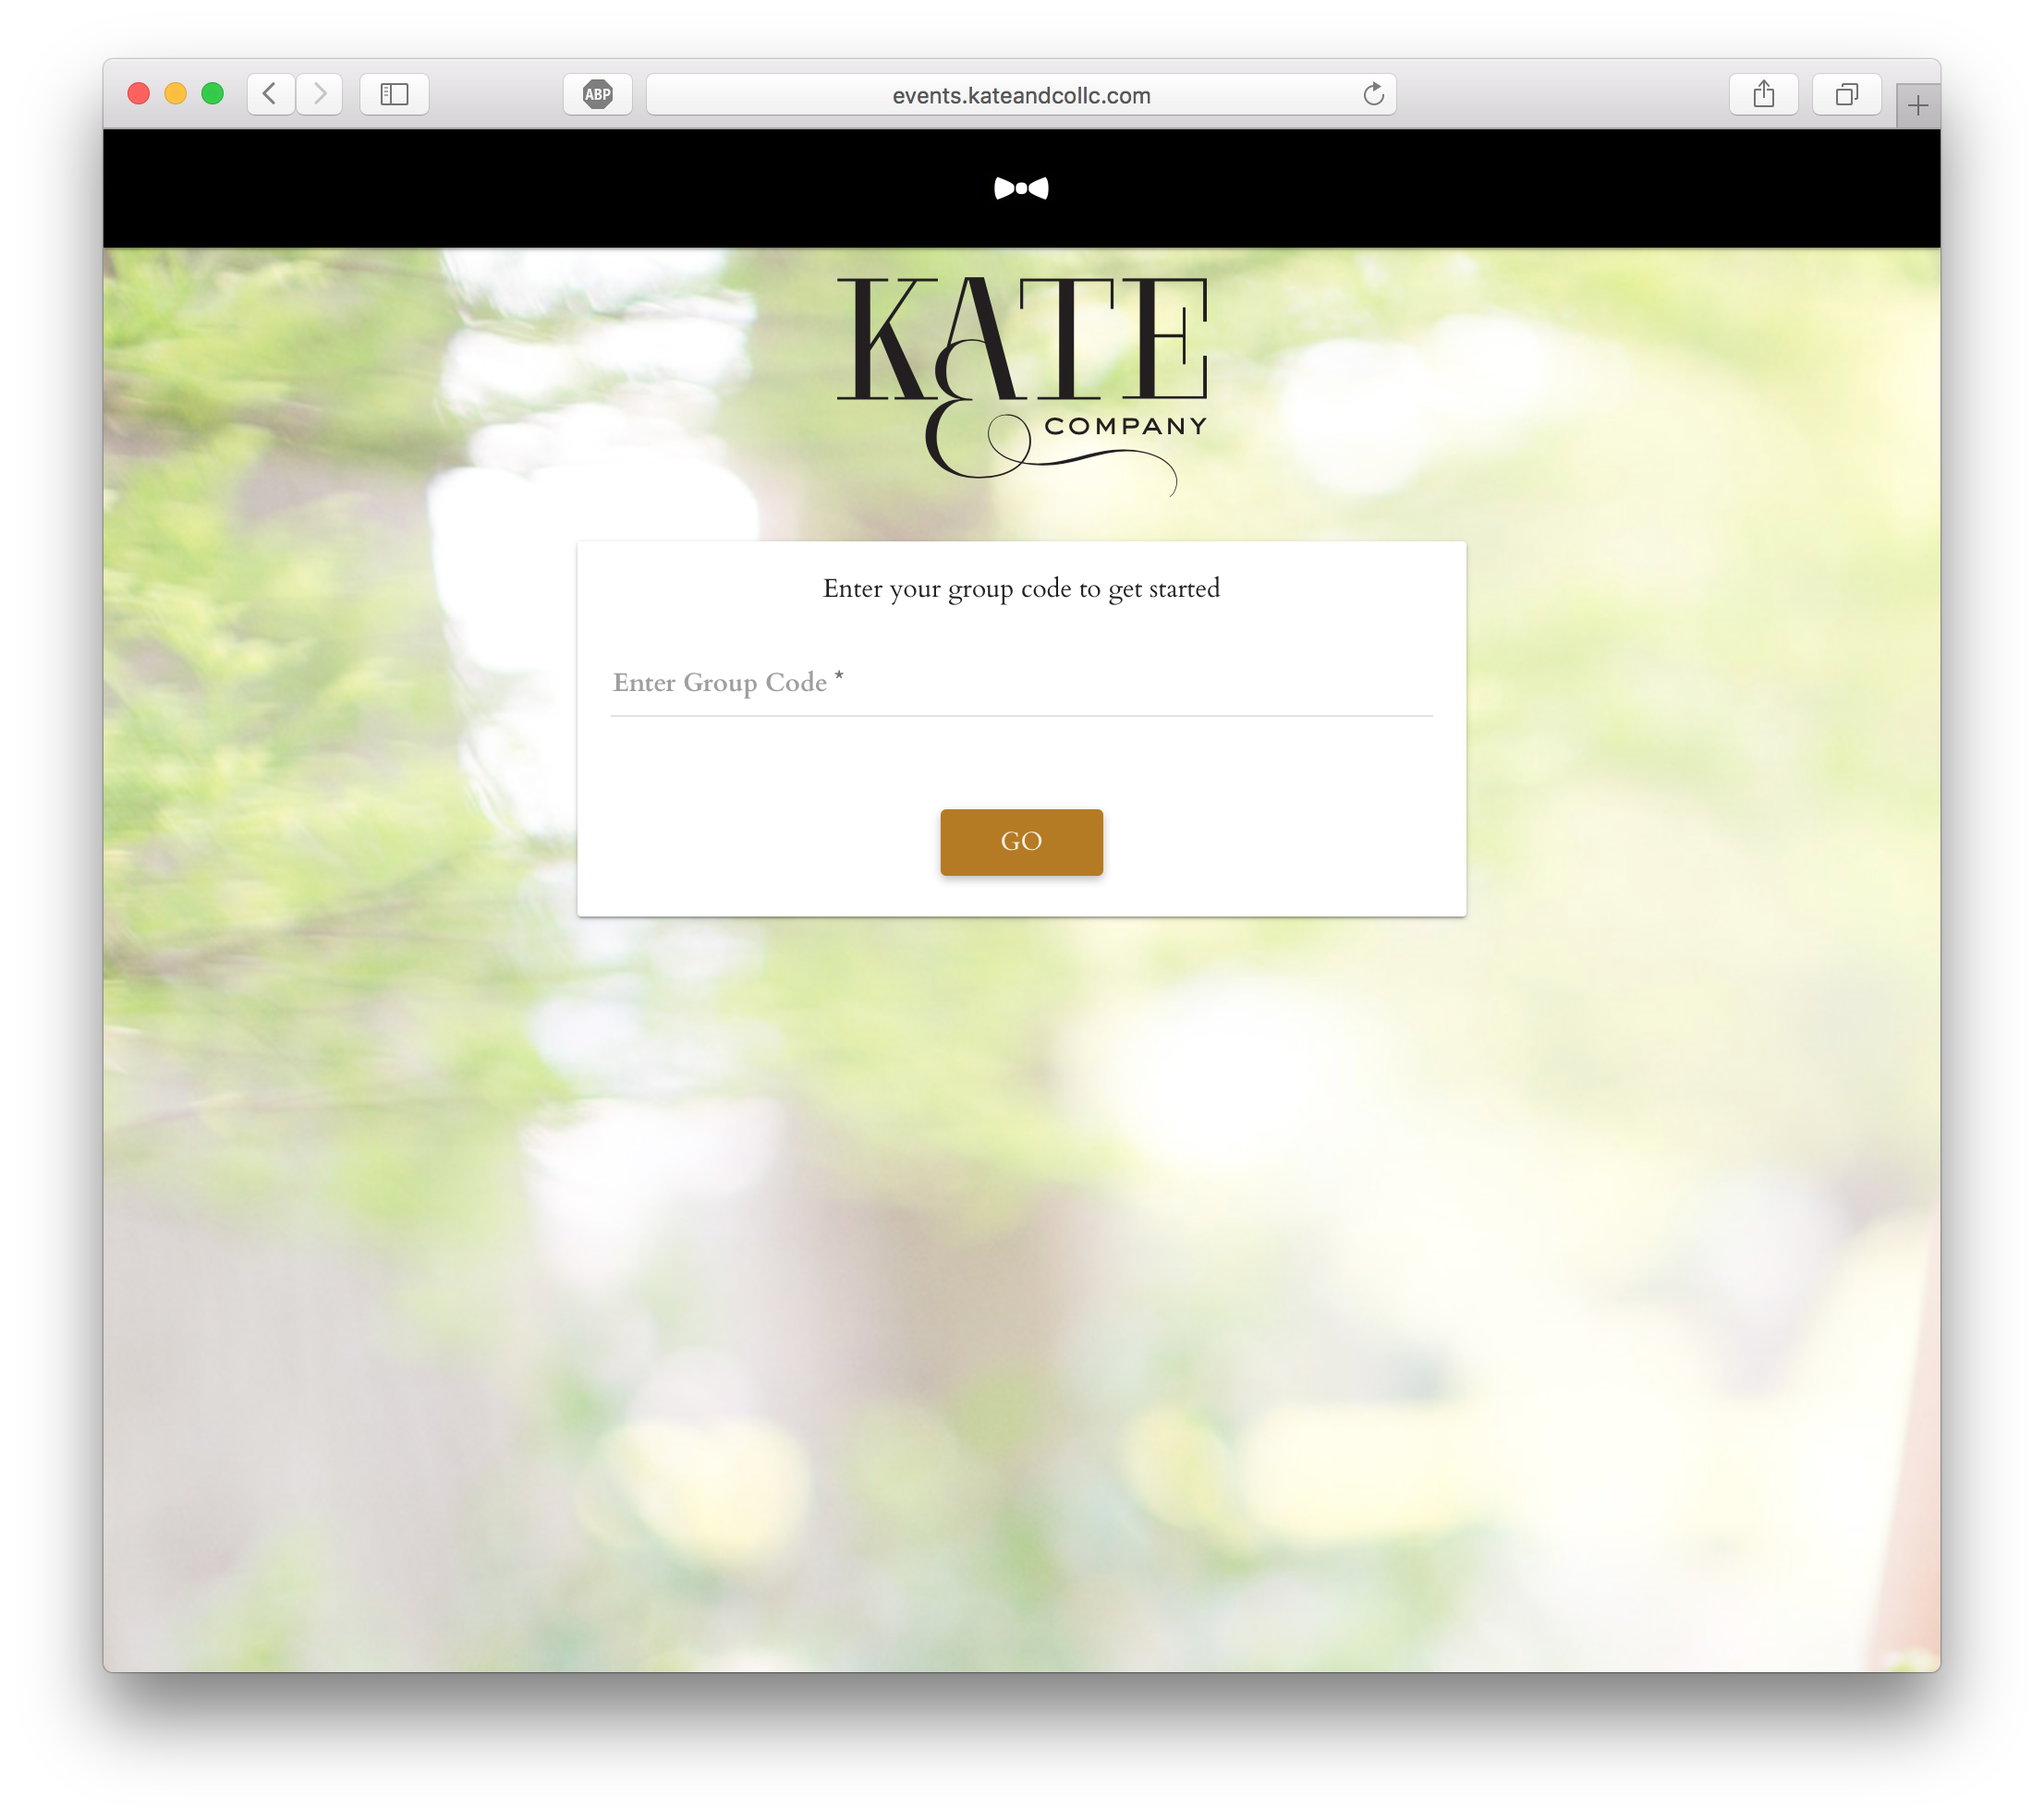 ABP
events.kateandcollc.com
KATE
& COMPANY
Enter your group code to get started
Enter Group Code *
GO